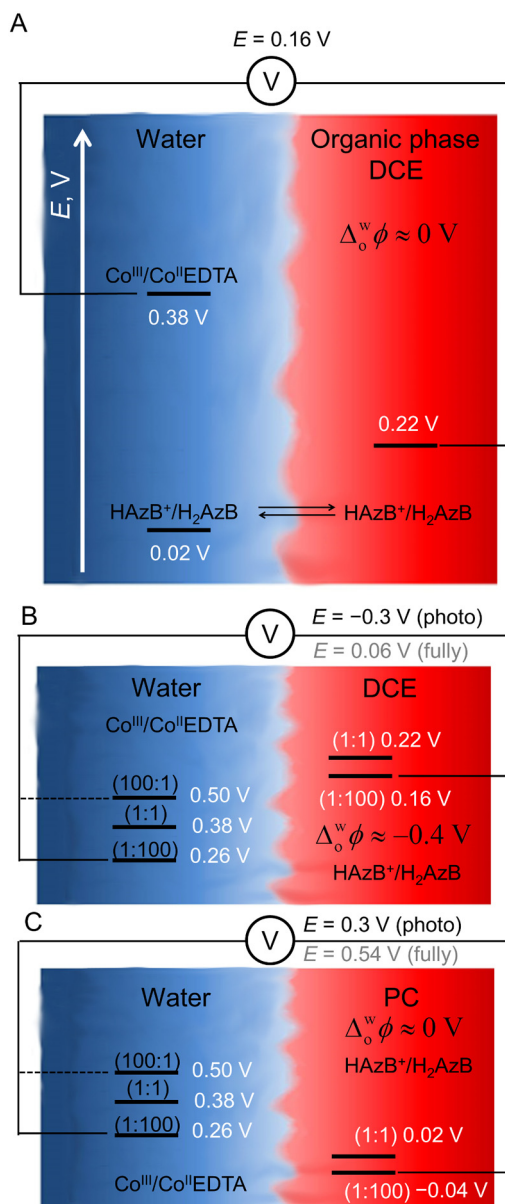 A
E = 0.16 V
V
Water
Organic phase
DCE
E, V
Δₒʷϕ ≈ 0 V
Coᴵᴵᴵ/CoᴵᴵEDTA
0.38 V
0.22 V
HAzB⁺/H₂AzB
HAzB⁺/H₂AzB
0.02 V
B
E = −0.3 V (photo)
V
E = 0.06 V (fully)
Water
DCE
Coᴵᴵᴵ/CoᴵᴵEDTA
(1:1) 0.22 V
(100:1)
0.50 V
(1:100) 0.16 V
(1:1)
0.38 V
Δₒʷϕ ≈ −0.4 V
(1:100)
0.26 V
HAzB⁺/H₂AzB
C
E = 0.3 V (photo)
V
E = 0.54 V (fully)
Water
PC
Δₒʷϕ ≈ 0 V
HAzB⁺/H₂AzB
(100:1)
0.50 V
(1:1)
0.38 V
(1:100)
0.26 V
(1:1) 0.02 V
Coᴵᴵᴵ/CoᴵᴵEDTA
(1:100) −0.04 V